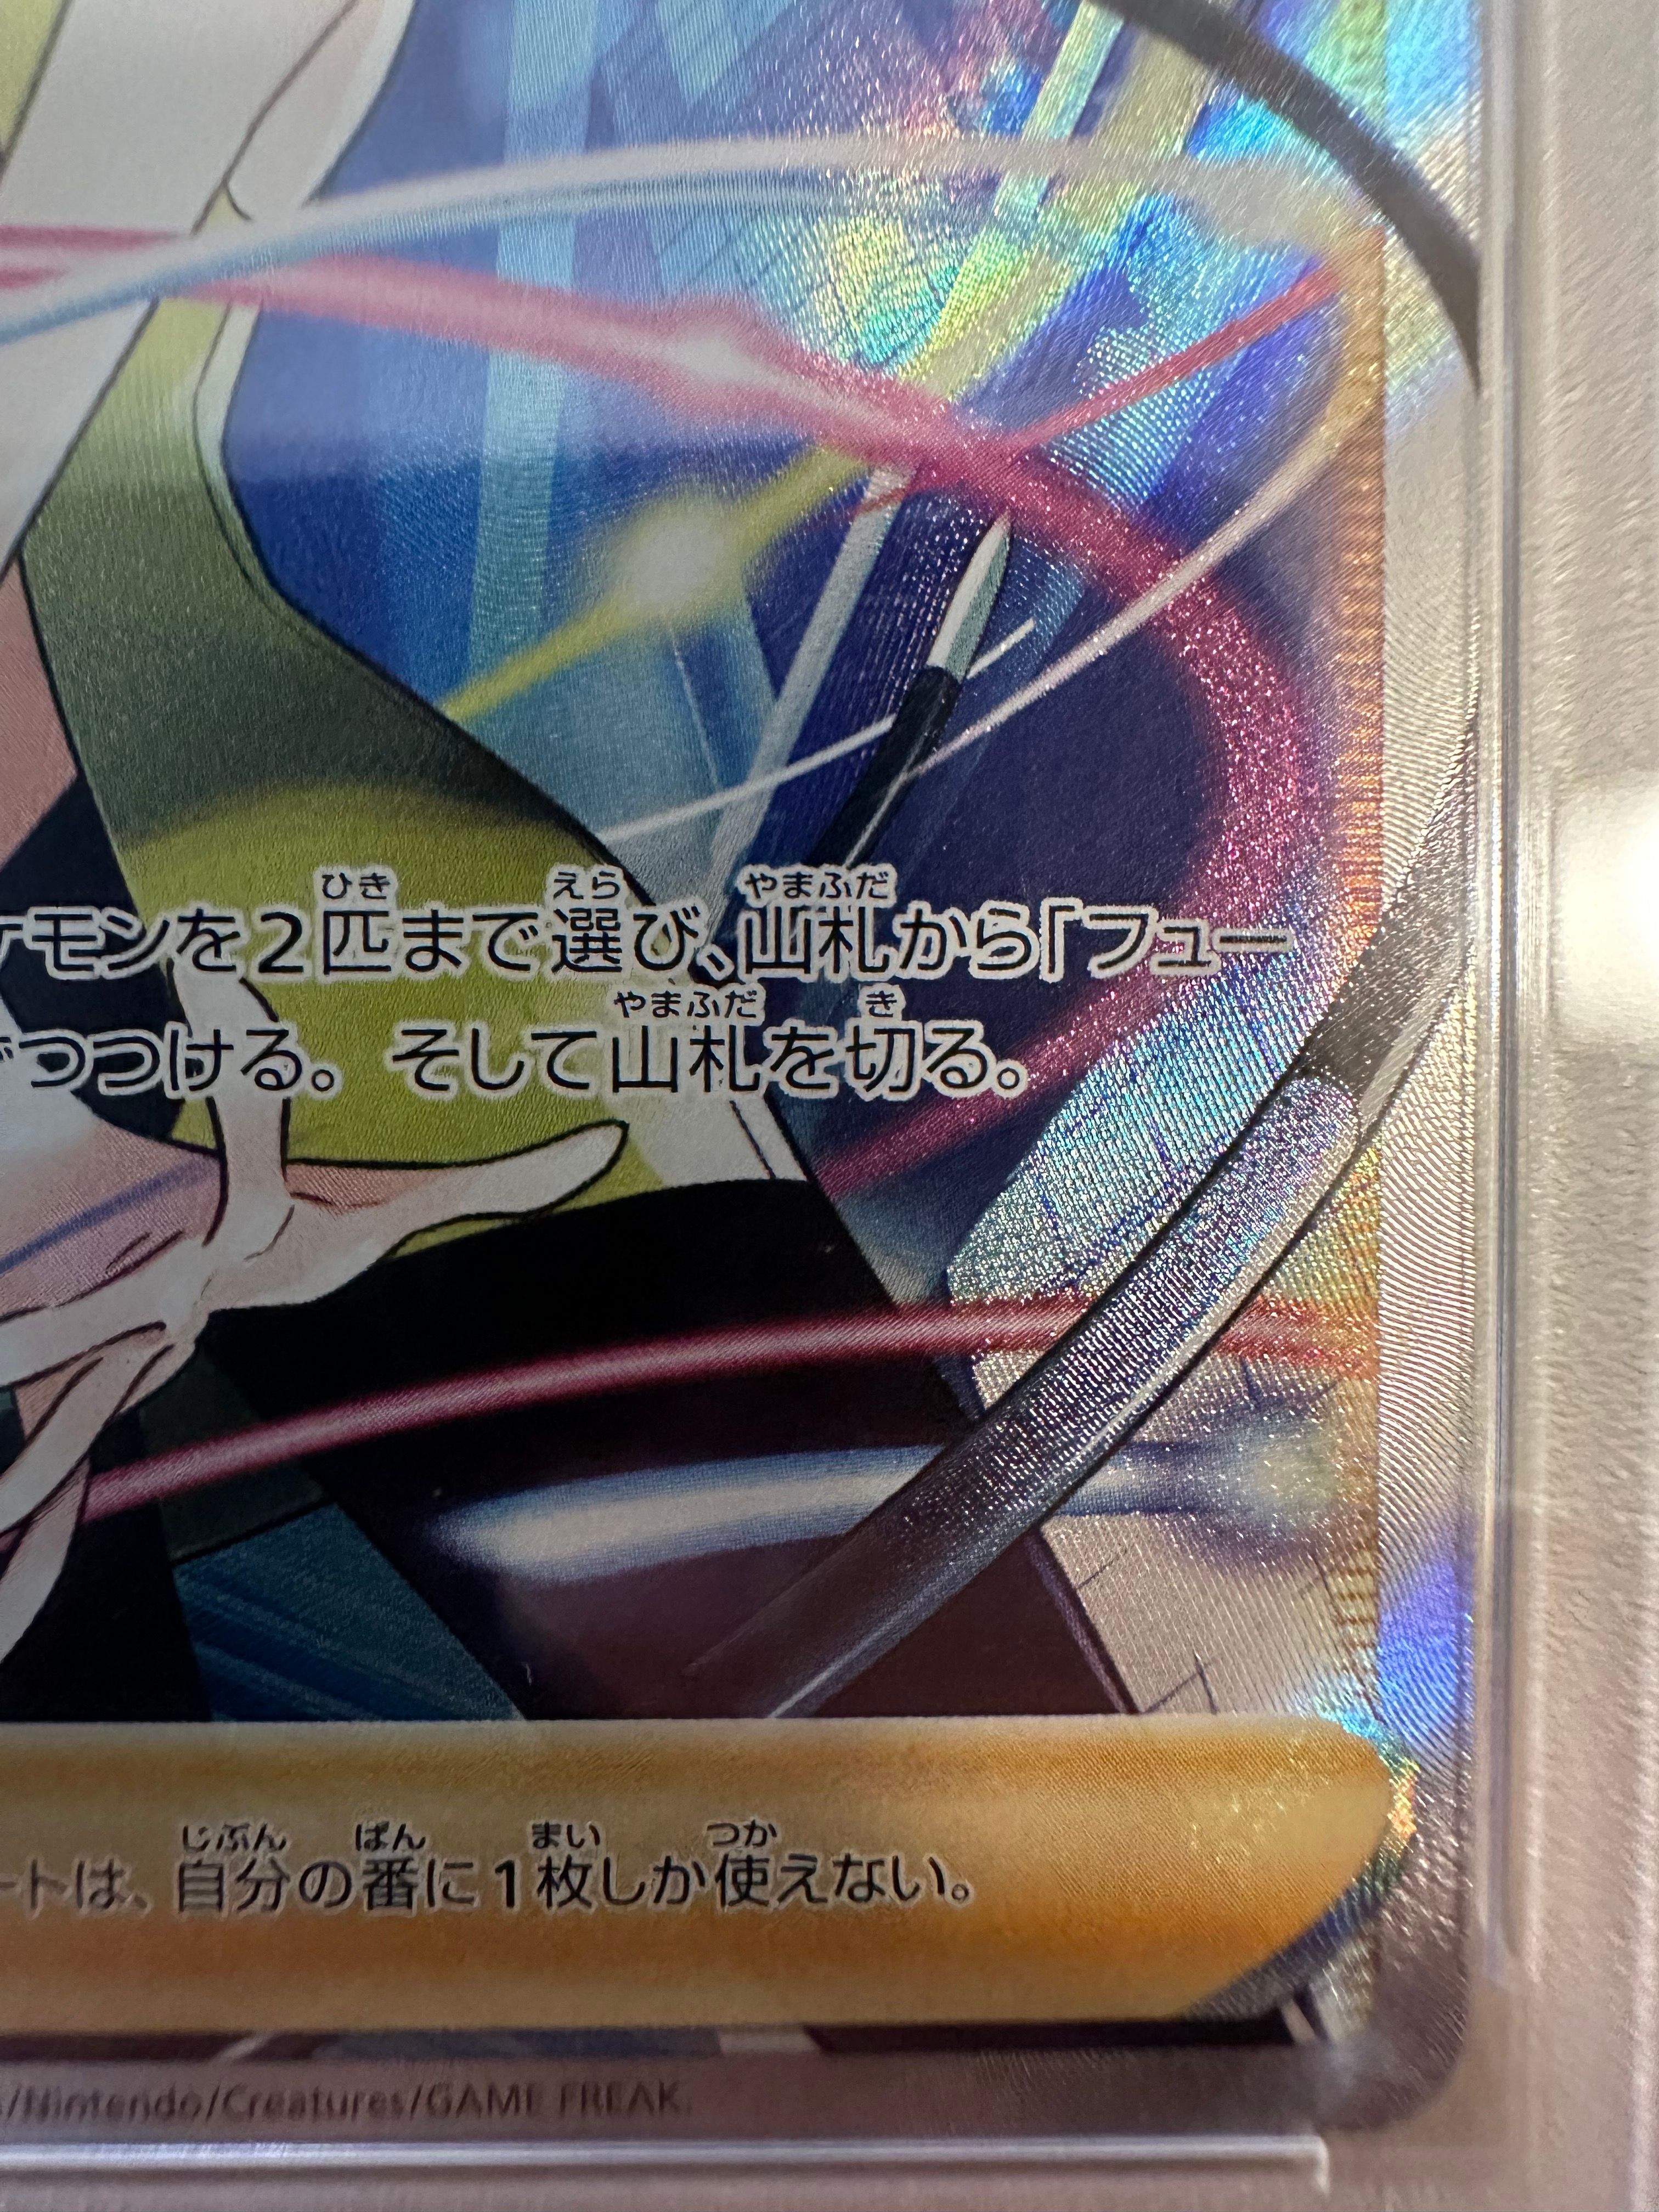 ケモンを2匹まで選び、山札から「フュー
つつける。そして山札を切る。
ートは、自分の番に1枚しか使えない。
/Nintendo/Creatures/GAME FREAK.